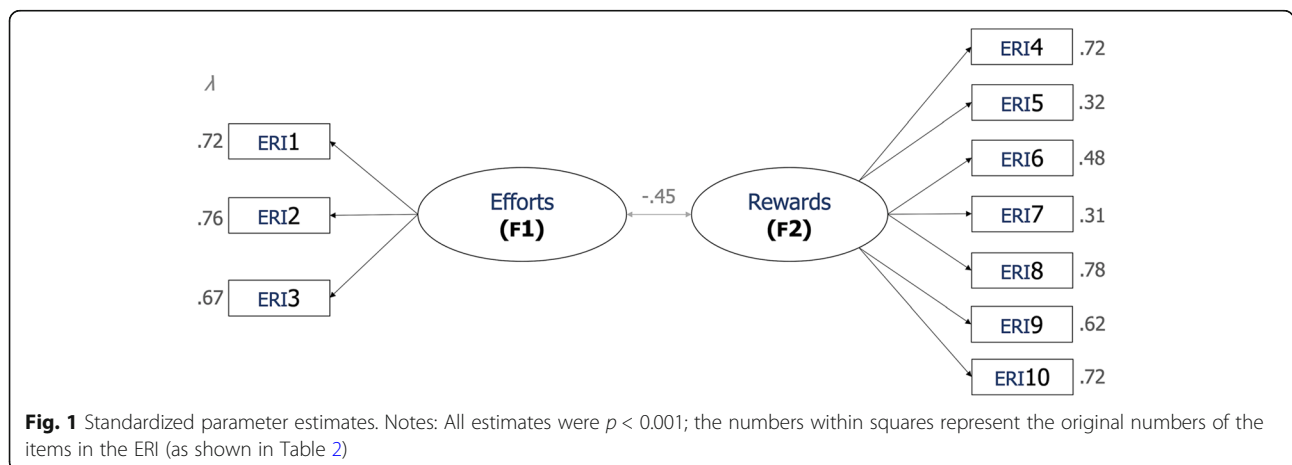 λ
.72 ERI1
.76 ERI2
.67 ERI3
Efforts
(F1)
-.45
Rewards
(F2)
ERI4 .72
ERI5 .32
ERI6 .48
ERI7 .31
ERI8 .78
ERI9 .62
ERI10 .72
Fig. 1 Standardized parameter estimates. Notes: All estimates were p < 0.001; the numbers within squares represent the original numbers of the
items in the ERI (as shown in Table 2)